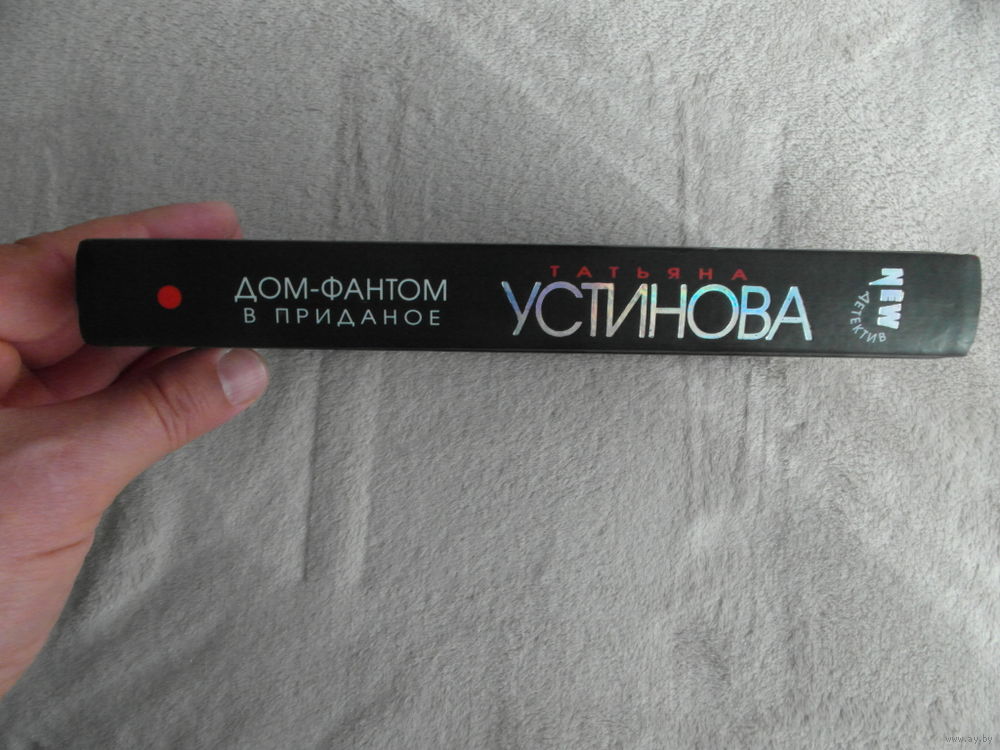 ДОМ-ФАНТОМ
В ПРИДАНОЕ
ТАТЬЯНА
УСТИНОВА
NEW
ДЕТЕКТИВ
www.ay.by